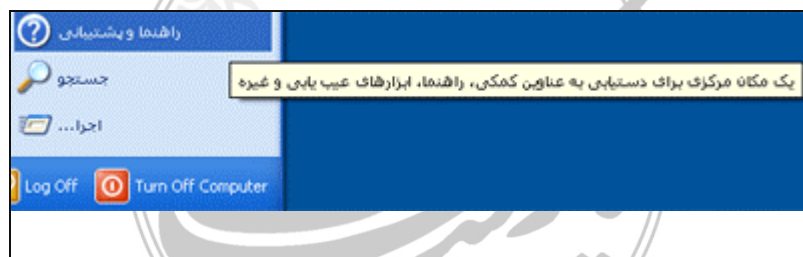 راهنما و پشتیبانی
جستجو
یک مکان مرکزی برای دستیابی به عناوین کمکی، راهنما، ابزارهای عیب یابی و غیره
اجرا...
Log Off Turn Off Computer